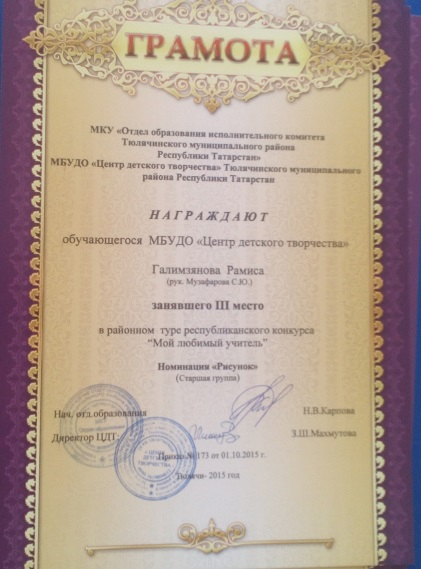 ГРАМОТА
МКУ «Отдел образования исполнительного комитета
Тюлячинского муниципального района
Республики Татарстан»
МБУДО «Центр детского творчества» Тюлячинского муниципального
района Республики Татарстан
НАГРАЖДАЮТ
обучающегося МБУДО «Центр детского творчества»
Галимзянова Рамиса
(рук. Музафарова С.Ю.)
занявшего III место
в районном туре республиканского конкурса
"Мой любимый учитель"
Номинация «Рисунок»
(Старшая группа)
Нач. отд.образования Н.В.Карпова
Директор ЦДТ: З.Ш.Махмутова
Приказ №173 от 01.10.2015 г.
Тюлячи- 2015 год
ЦЕНТР
ДЕТСКОГО
ТВОРЧЕСТВА